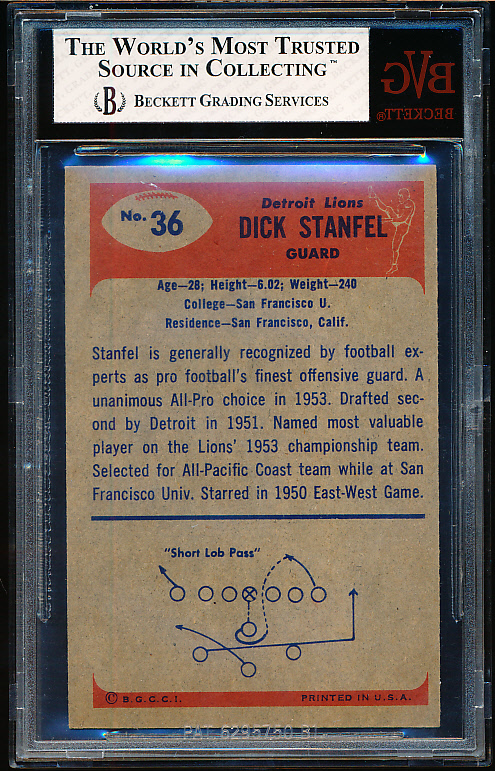 THE WORLD'S MOST TRUSTED
SOURCE IN COLLECTING™
B BECKETT GRADING SERVICES
BVG
BECKETT®
No. 36
Detroit Lions
DICK STANFEL
GUARD
Age—28; Height—6.02; Weight—240
College—San Francisco U.
Residence—San Francisco, Calif.
Stanfel is generally recognized by football ex-
perts as pro football's finest offensive guard. A
unanimous All-Pro choice in 1953. Drafted sec-
ond by Detroit in 1951. Named most valuable
player on the Lions' 1953 championship team.
Selected for All-Pacific Coast team while at San
Francisco Univ. Starred in 1950 East-West Game.
"Short Lob Pass"
© B.G.C.C.I.
PRINTED IN U.S.A.